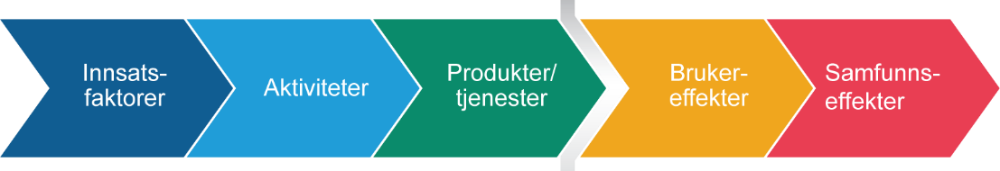 Innsats-
faktorer
Aktiviteter
Produkter/
tjenester
Bruker-
effekter
Samfunns-
effekter